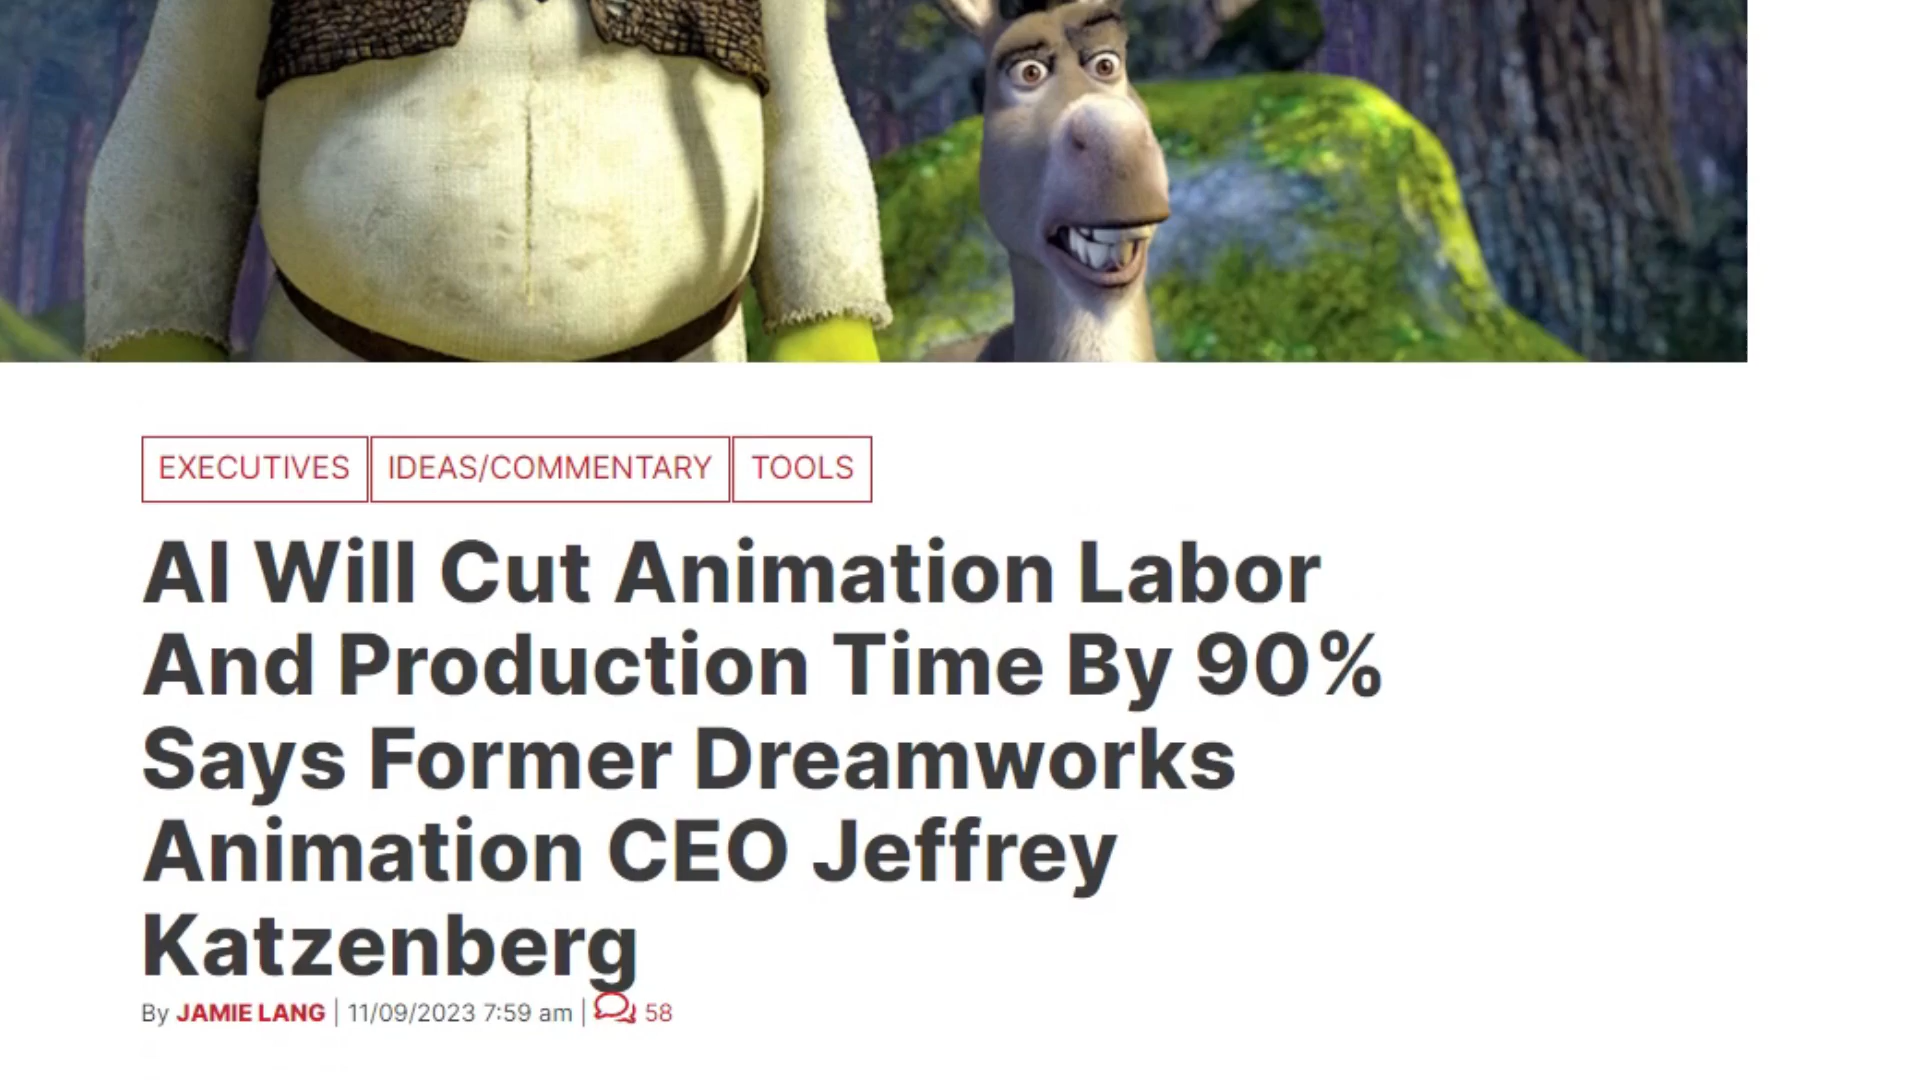 EXECUTIVES IDEAS/COMMENTARY TOOLS
AI Will Cut Animation Labor
And Production Time By 90%
Says Former Dreamworks
Animation CEO Jeffrey
Katzenberg
By JAMIE LANG | 11/09/2023 7:59 am | 58